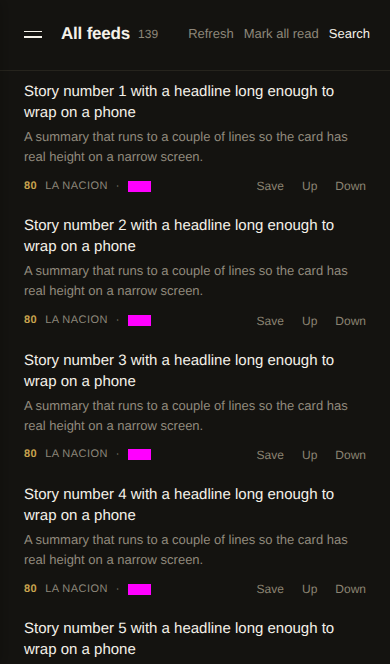 All feeds 139 Refresh Mark all read Search
Story number 1 with a headline long enough to
wrap on a phone
A summary that runs to a couple of lines so the card has
real height on a narrow screen.
80 LA NACION · Save Up Down
Story number 2 with a headline long enough to
wrap on a phone
A summary that runs to a couple of lines so the card has
real height on a narrow screen.
80 LA NACION · Save Up Down
Story number 3 with a headline long enough to
wrap on a phone
A summary that runs to a couple of lines so the card has
real height on a narrow screen.
80 LA NACION · Save Up Down
Story number 4 with a headline long enough to
wrap on a phone
A summary that runs to a couple of lines so the card has
real height on a narrow screen.
80 LA NACION · Save Up Down
Story number 5 with a headline long enough to
wrap on a phone